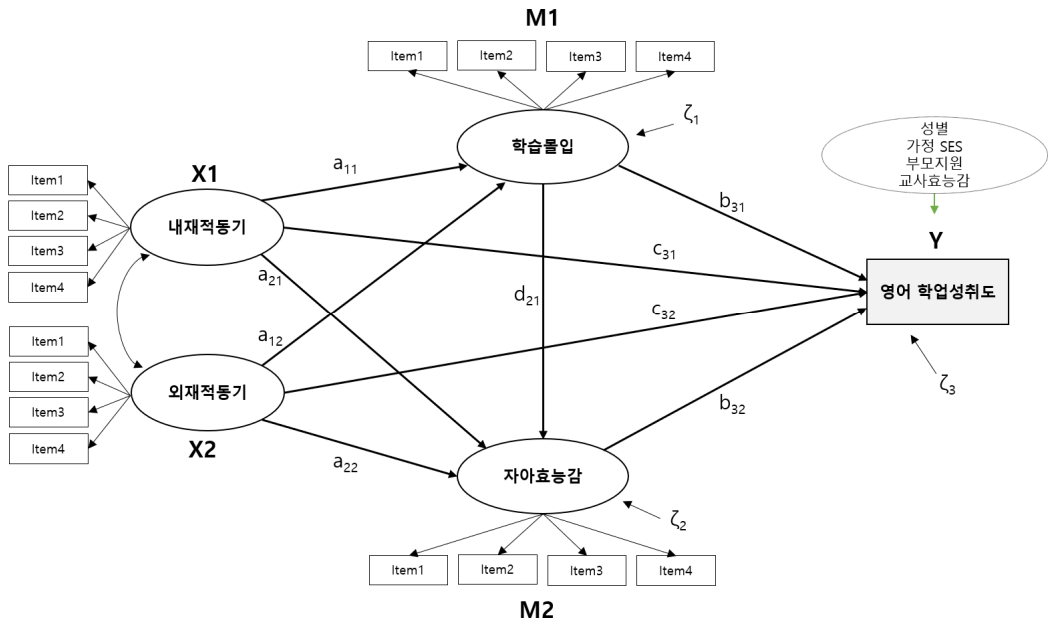 M1
Item1
Item2
Item3
Item4
학습몰입
ζ1
성별
가정 SES
부모지원
교사효능감
X1
Item1
Item2
Item3
Item4
내재적동기
a11
b31
Y
c31
a21
영어 학업성취도
d21
c32
a12
Item1
Item2
Item3
Item4
외재적동기
X2
ζ3
b32
a22
자아효능감
ζ2
Item1
Item2
Item3
Item4
M2